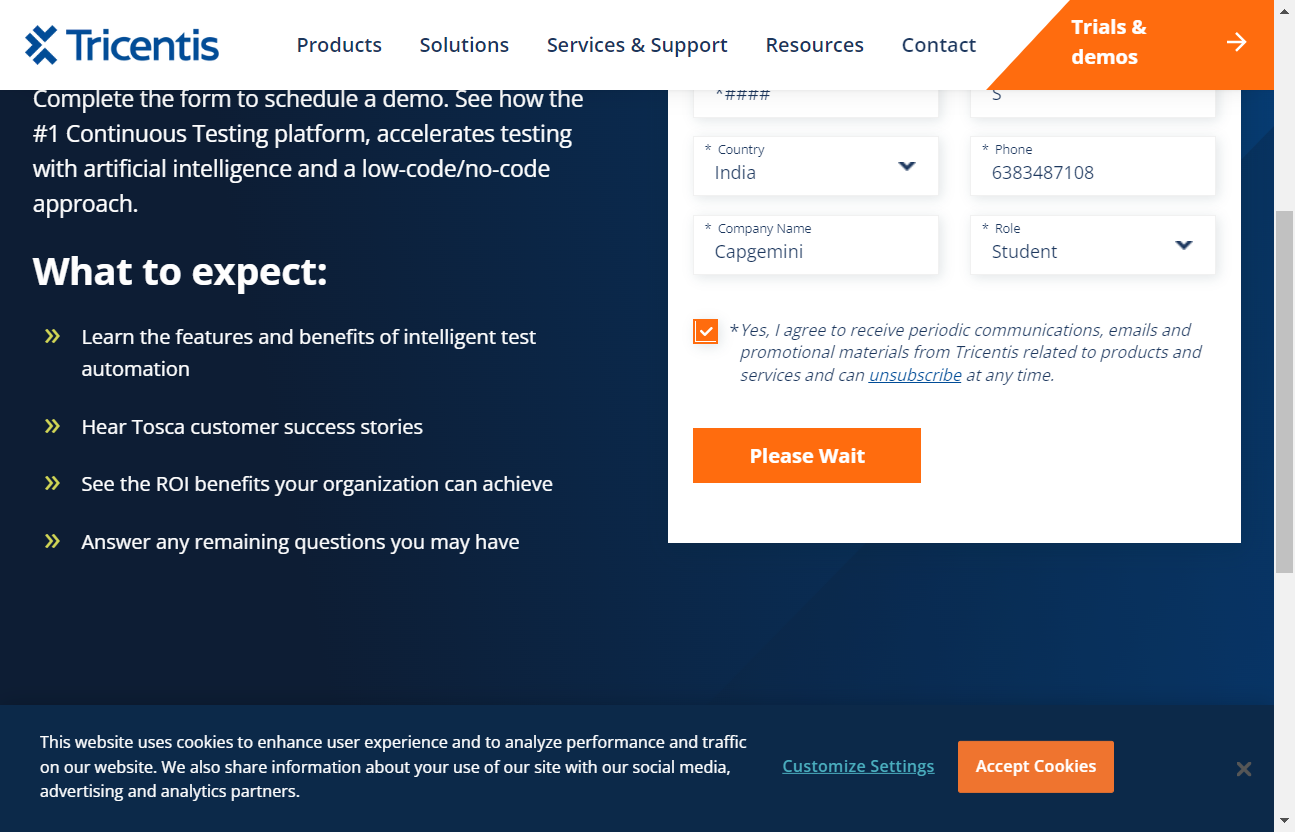 Tricentis
Products
Solutions
Services & Support
Resources
Contact
Trials &
demos
Complete the form to schedule a demo. See how the
#1 Continuous Testing platform, accelerates testing
with artificial intelligence and a low-code/no-code
approach.
What to expect:
Learn the features and benefits of intelligent test
automation
Hear Tosca customer success stories
See the ROI benefits your organization can achieve
Answer any remaining questions you may have
*####
S
* Country
India
* Phone
6383487108
* Company Name
Capgemini
* Role
Student
*Yes, I agree to receive periodic communications, emails and
promotional materials from Tricentis related to products and
services and can unsubscribe at any time.
Please Wait
This website uses cookies to enhance user experience and to analyze performance and traffic
on our website. We also share information about your use of our site with our social media,
advertising and analytics partners.
Customize Settings
Accept Cookies